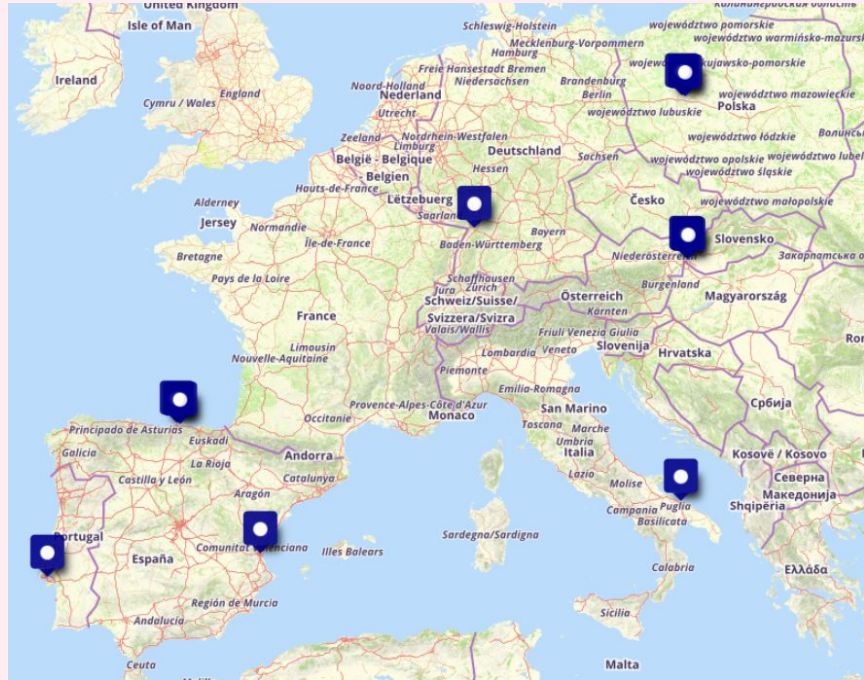 United Kingdom
Isle of Man
Ireland
England
Cymru / Wales
Schleswig-Holstein
Hamburg
Mecklenburg-Vorpommern
Freie Hansestadt Bremen
Niedersachsen
Brandenburg
Berlin
Noord-Holland
Nederland
Utrecht
Zeeland
Limburg
Nordrhein-Westfalen
België - Belgique
- Belgien
Deutschland
Hessen
Sachsen
województwo pomorskie
województwo warmińsko-mazurskie
kujawsko-pomorskie
województwo mazowieckie
Polska
województwo lubuskie
województwo łódzkie
województwo opolskie
województwo śląskie
województwo małopolskie
Hauts-de-France
Lëtzebuerg
Česko
Alderney
Jersey
Normandie
Île-de-France
Bretagne
Pays de la Loire
Bayern
Baden-Württemberg
Niederösterreich
Slovensko
Burgenland
Magyarország
Schaffhausen
Jura
Zürich
Schweiz/Suisse/
Svizzera/Svizra
Valais/Wallis
Österreich
Kärnten
France
Limousin
Nouvelle-Aquitaine
Friuli Venezia Giulia
Slovenija
Hrvatska
Lombardia
Veneto
Piemonte
Emilia-Romagna
Provence-Alpes-Côte d'Azur
Monaco
Occitanie
San Marino
Toscana
Marche
Umbria
Italia
Lazio
Molise
Србија
Kosovë / Kosovo
Северна
Македонија
Shqipëria
Principado de Asturias
Euskadi
Galicia
La Rioja
Andorra
Castilla y León
Aragón
Catalunya
Campania
Puglia
Basilicata
Portugal
España
Comunitat Valenciana
Illes Balears
Sardegna/Sardigna
Calabria
Ελλάδα
Región de Murcia
Andalucía
Sicilia
Ceuta
Malta